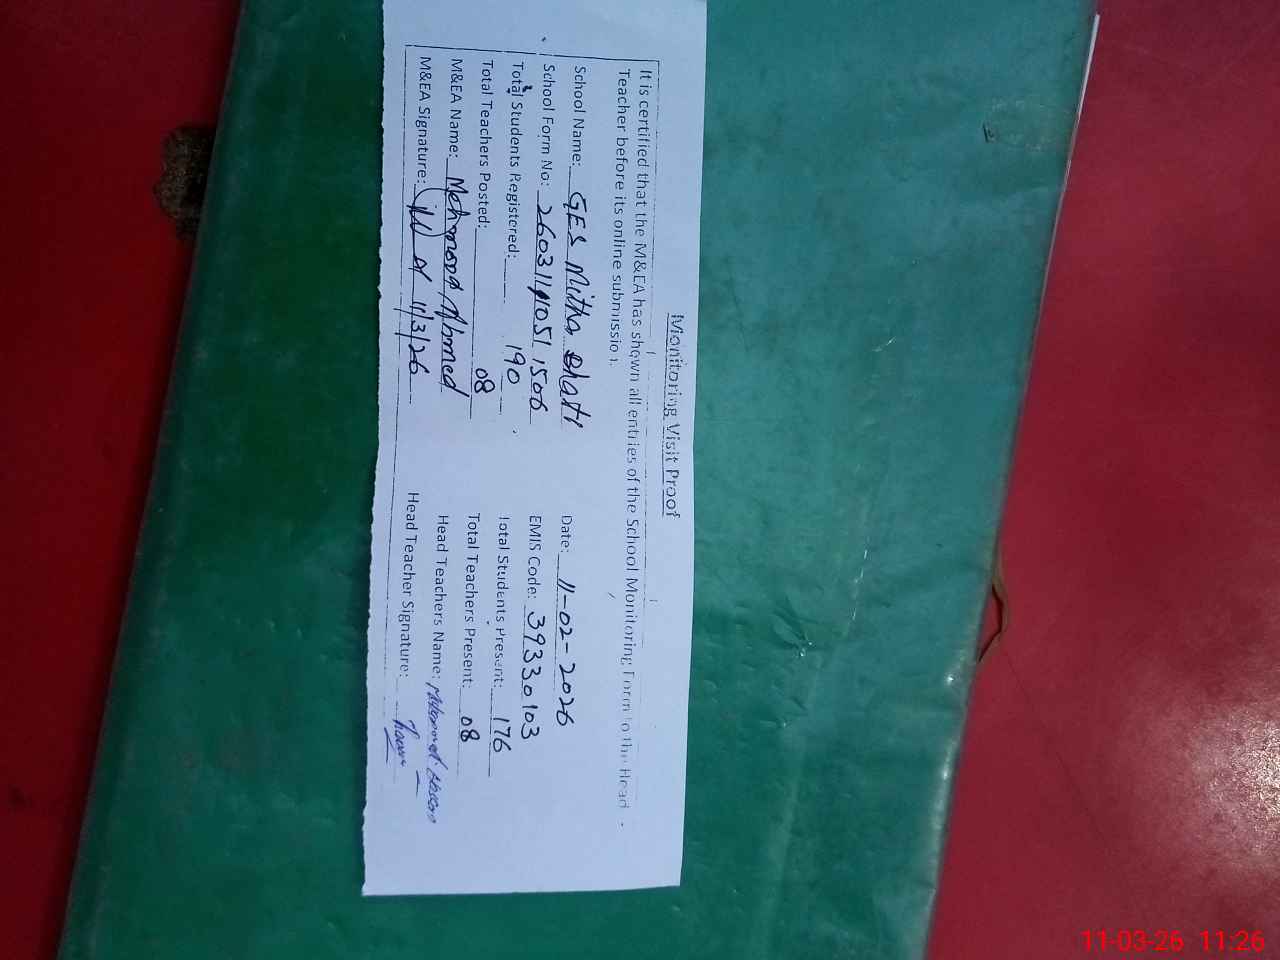 Monitoring Visit Proof
It is certified that the M&EA has shown all entries of the School Monitoring Form to the Head
Teacher before its online submission.
School Name: GES Mitha Bhati Date: 11-02-2026
School Form No: EMIS Code: 39330103
Total Students Registered: 190 Total Students Present: 176
Total Teachers Posted: 08 Total Teachers Present: 08
M&EA Name: Mehmood Ahmed Head Teachers Name:
M&EA Signature: 11/3/26 Head Teacher Signature:
11-03-26 11:26